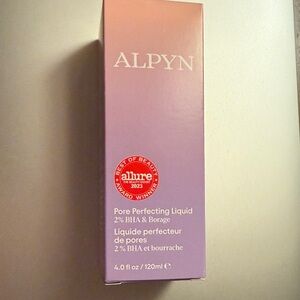 ALPYN
BEST OF BEAUTY
allure
2023
AWARD WINNER
Pore Perfecting Liquid
2% BHA & Borage
Liquide perfecteur
de pores
2 % BHA et bourrache
4.0 fl oz / 120ml ℮